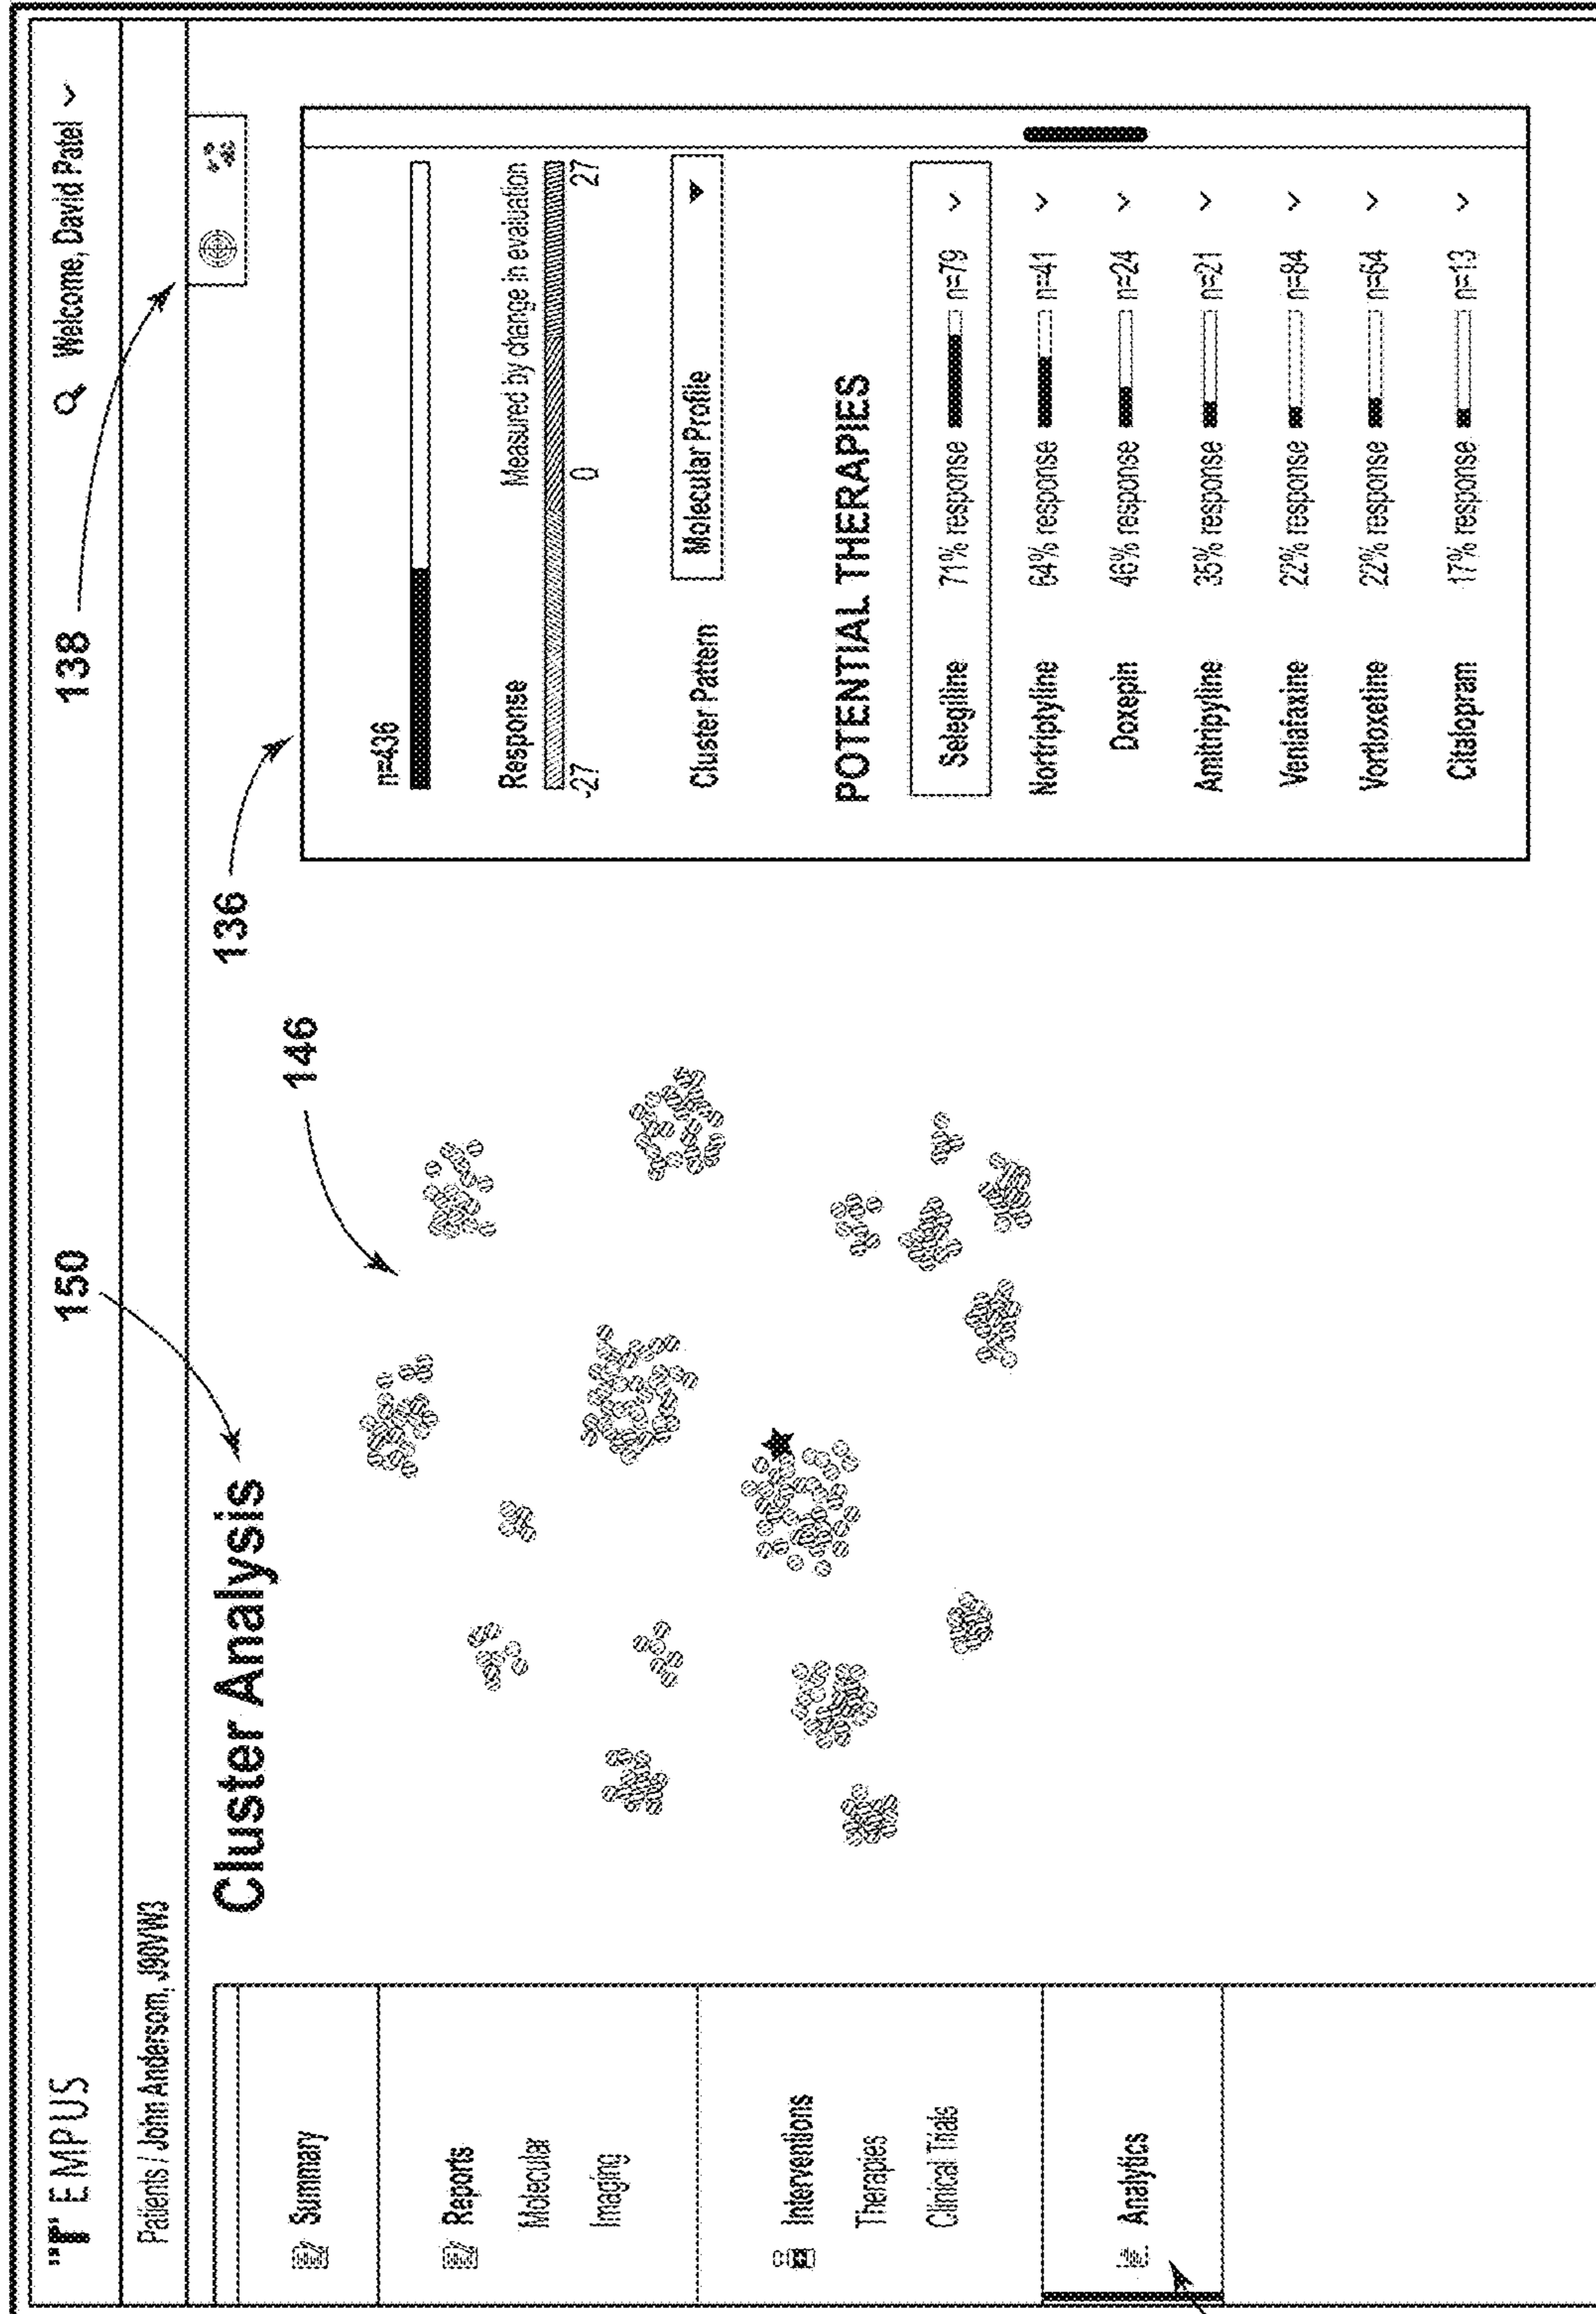 TEMPUS
Welcome, David Patel
Patients / John Anderson, J90VW3
138
150
136
146
Summary
Reports
Molecular
Imaging
Interventions
Therapies
Clinical Trials
Analytics
Cluster Analysis
n=436
Response Measured by change in evaluation
-27 0 27
Cluster Pattern Molecular Profile
POTENTIAL THERAPIES
Selegiline 71% response n=79
Nortriptyline 64% response n=41
Doxepin 46% response n=24
Amitripyline 35% response n=21
Venlafaxine 22% response n=84
Vortioxetine 22% response n=64
Citalopram 17% response n=13